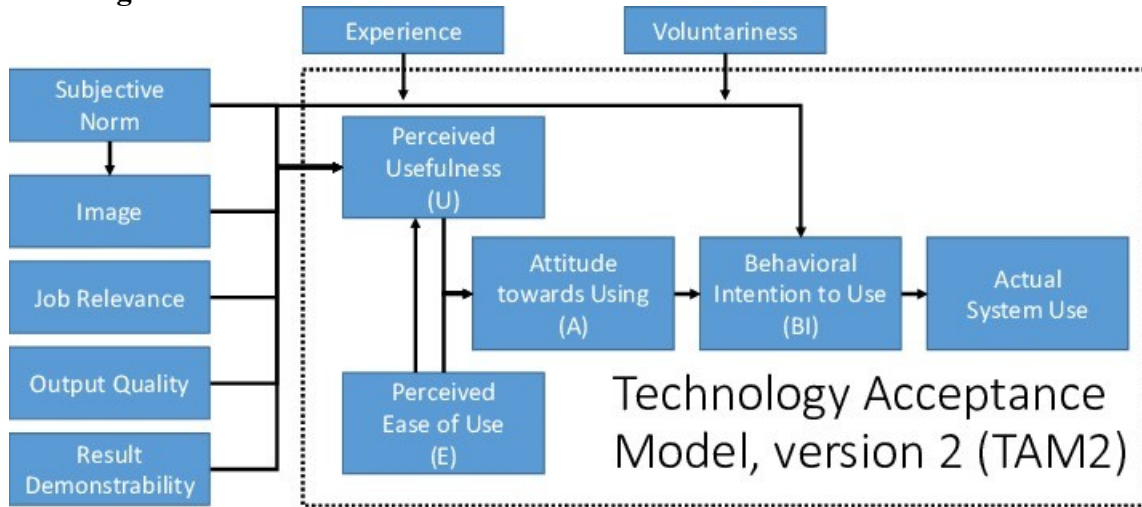 Experience
Voluntariness
Subjective
Norm
Perceived
Usefulness
(U)
Image
Attitude
towards Using
(A)
Behavioral
Intention to Use
(BI)
Actual
System Use
Job Relevance
Output Quality
Perceived
Ease of Use
(E)
Result
Demonstrability
Technology Acceptance
Model, version 2 (TAM2)